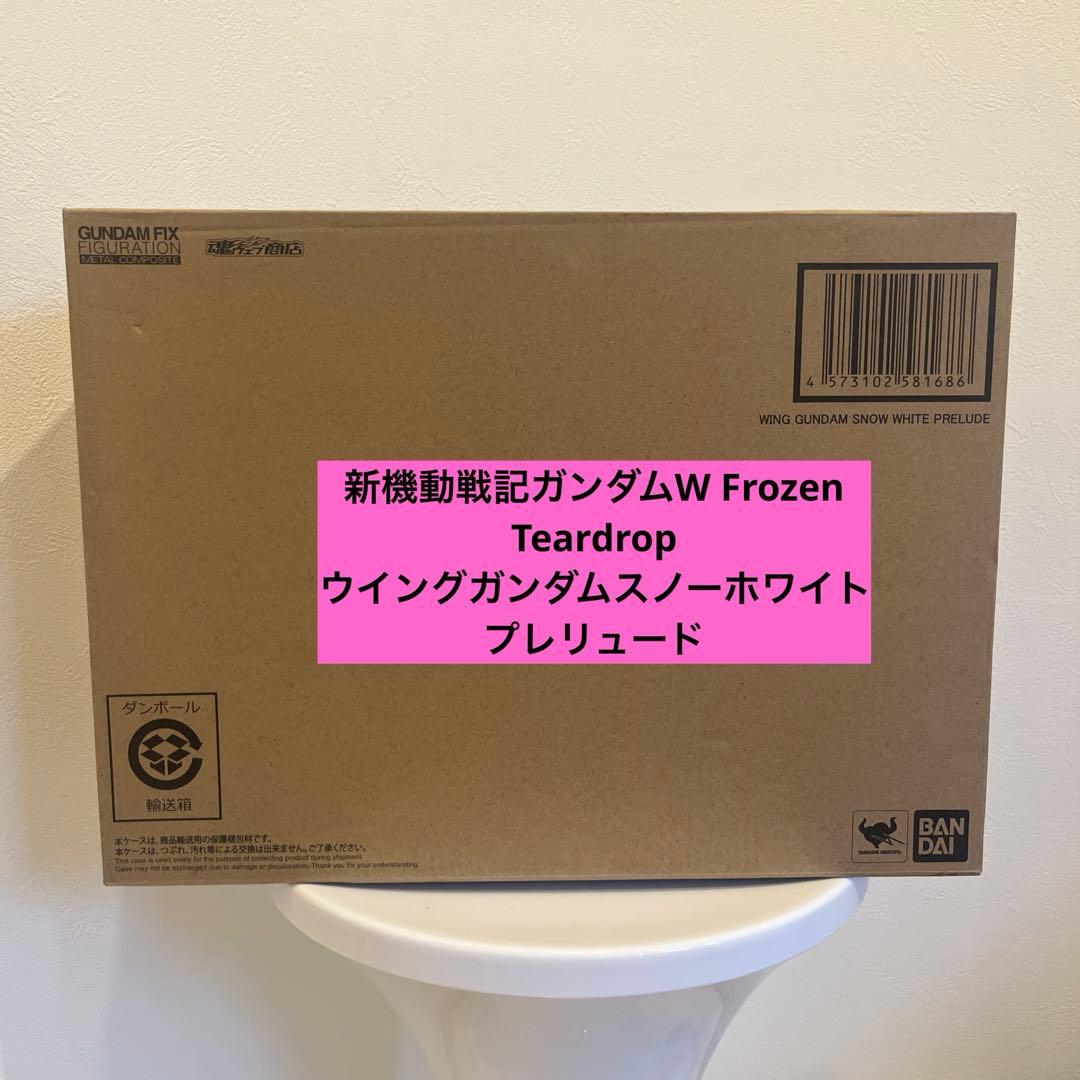 GUNDAM FIX
FIGURATION
METAL COMPOSITE
魂ウェブ商店
4 573102 581686
WING GUNDAM SNOW WHITE PRELUDE
新機動戦記ガンダムW Frozen
Teardrop
ウイングガンダムスノーホワイト
プレリュード
ダンボール
輸送箱
本ケースは、商品輸送用の保護梱包材です。
本ケースは、つぶれ、汚れ等による交換は出来ません。ご了承ください。
This case is used solely for the purpose of protecting product during shipment.
Case may not be exchanged due to damage or discoloration. Thank you for your understanding.
TAMASHII NATIONS
BAN
DAI